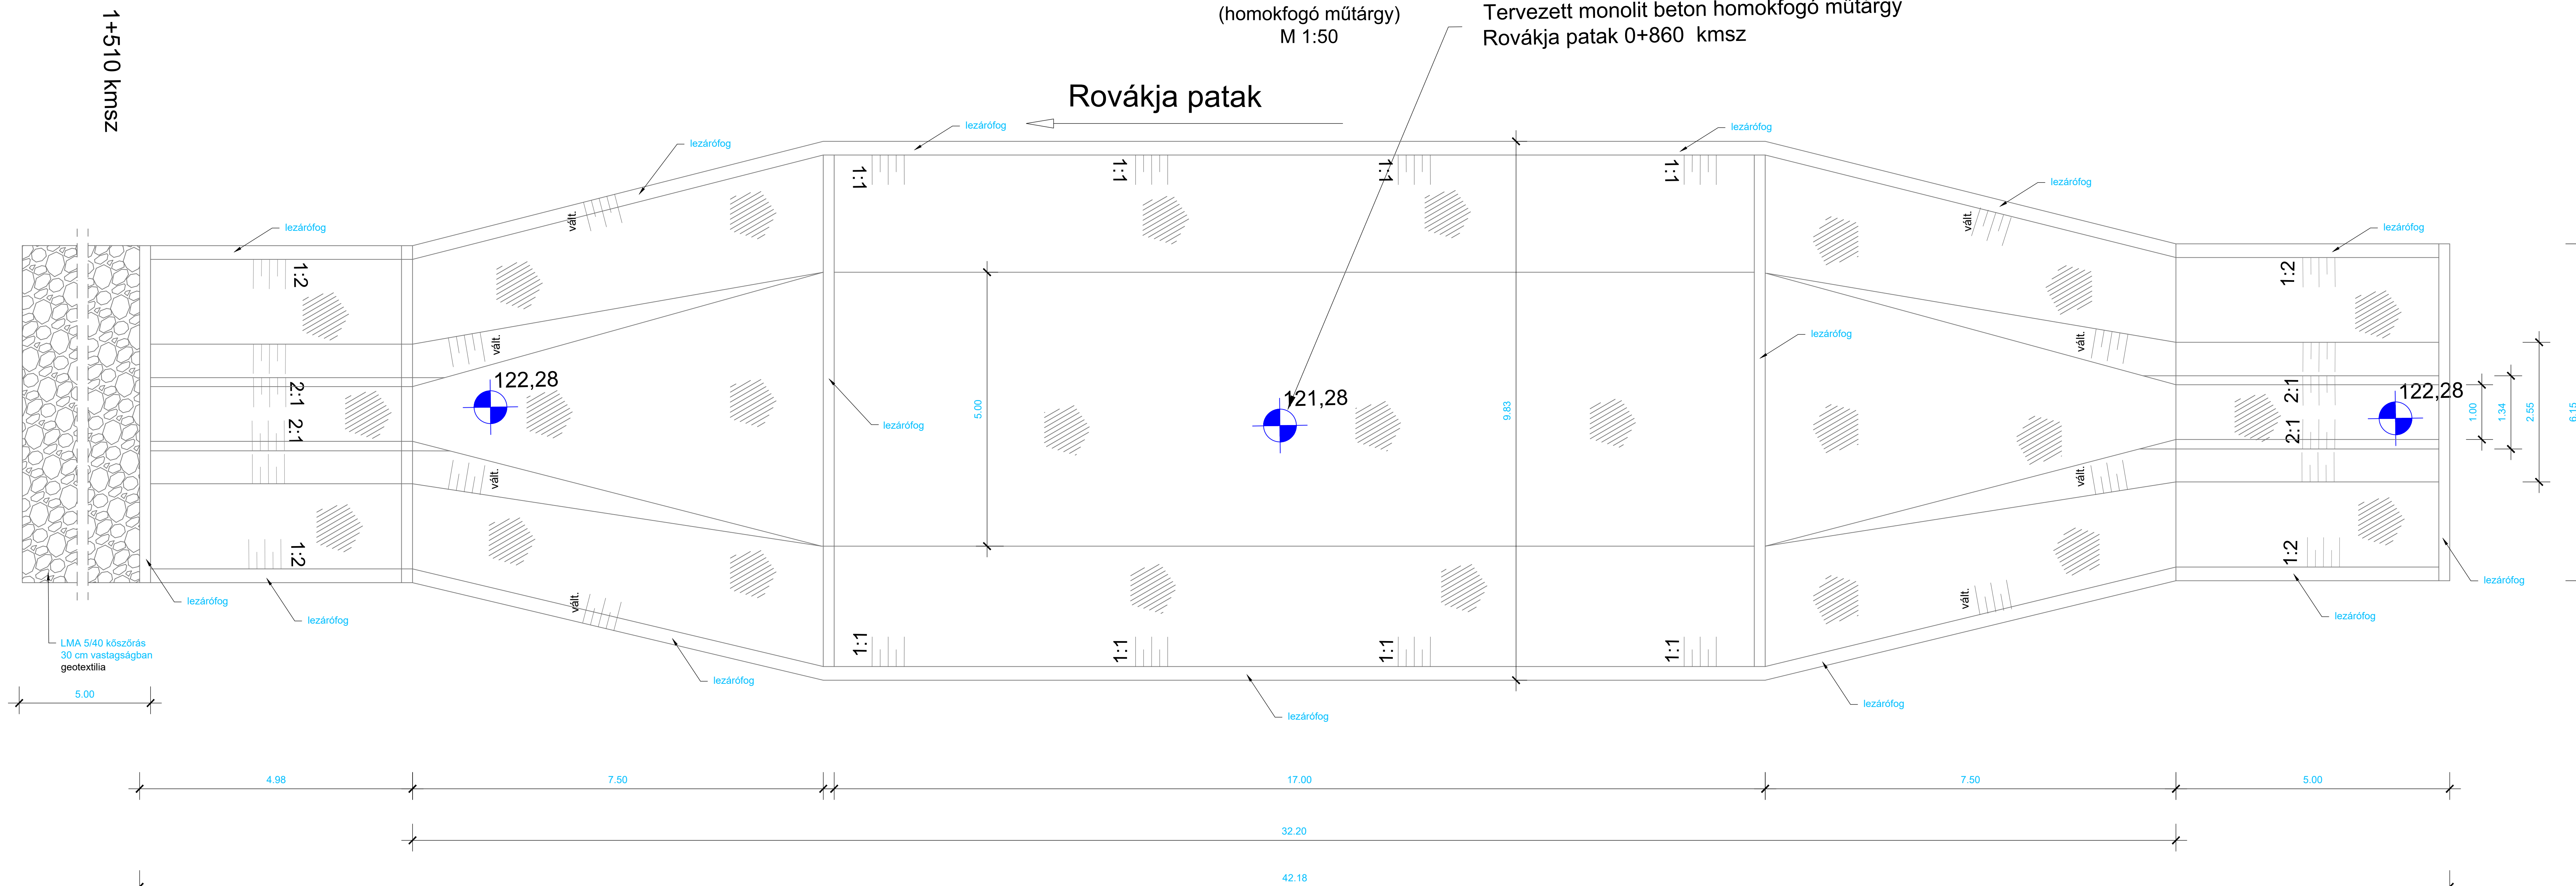 1+510 kmsz
(homokfogó műtárgy)
M 1:50
Tervezett monolit beton homokfogó műtárgy
Rovákja patak 0+860 kmsz
Rovákja patak
lezárófog
lezárófog
lezárófog
lezárófog
lezárófog
lezárófog
1:1
1:1
1:1
1:1
vált.
vált.
1:2
1:2
vált.
vált.
lezárófog
122,28
121,28
122,28
2:1
2:1
2:1
2:1
5.00
9.83
1.00
1.34
2.55
6.15
lezárófog
vált.
vált.
1:2
1:2
vált.
vált.
lezárófog
lezárófog
lezárófog
lezárófog
1:1
1:1
1:1
1:1
LMA 5/40 kőszőrás
30 cm vastagságban
geotextilia
lezárófog
lezárófog
lezárófog
5.00
4.98
7.50
17.00
7.50
5.00
32.20
42.18